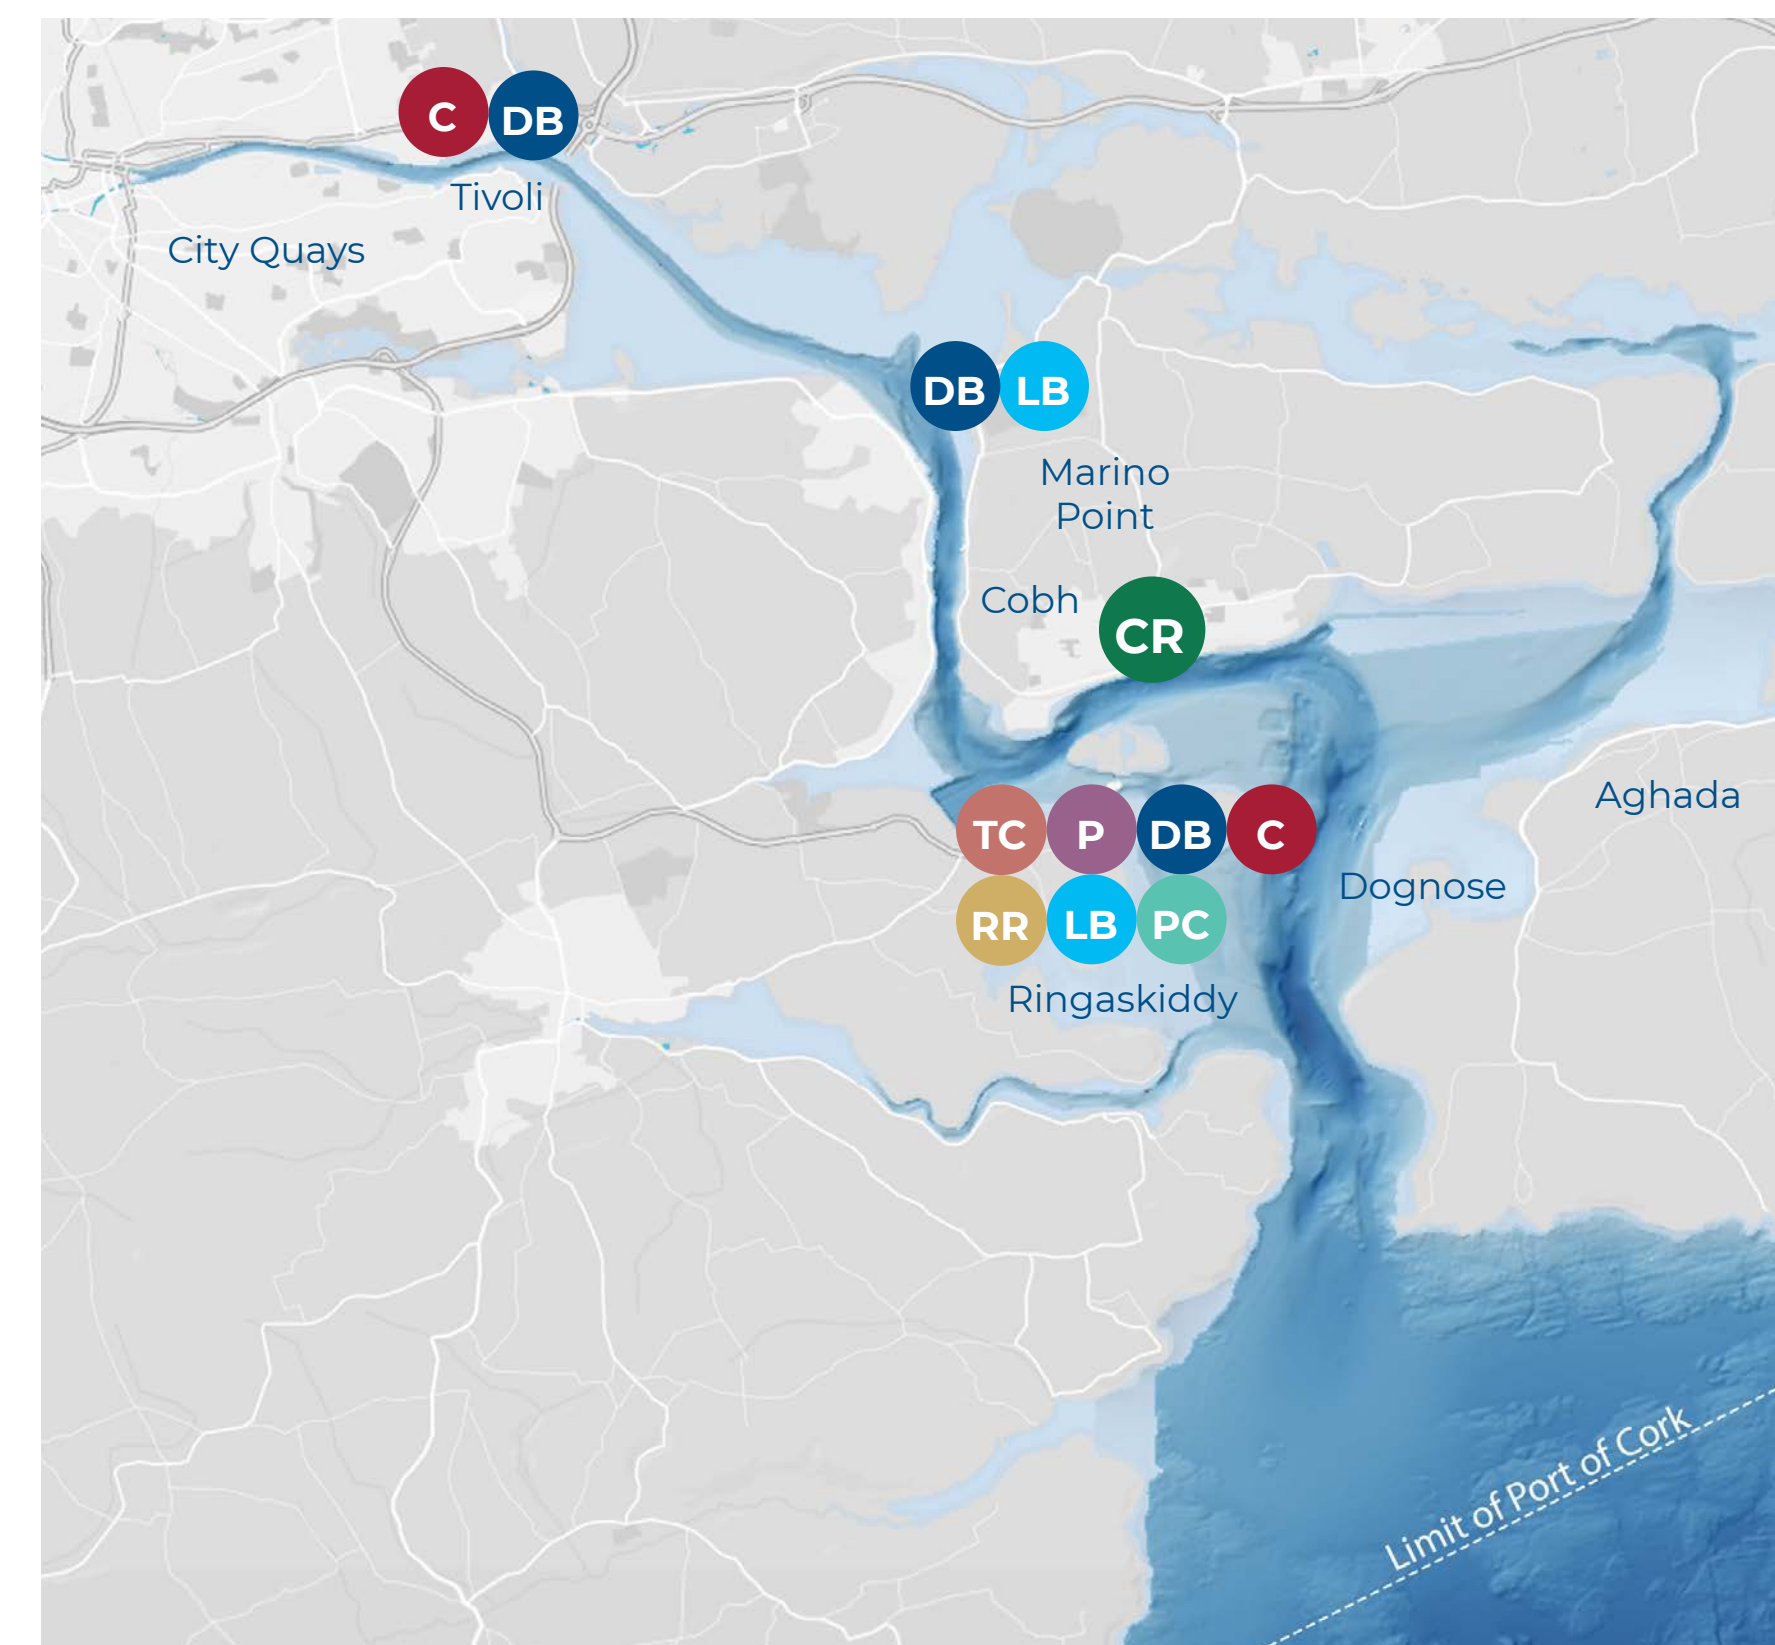 C DB
Tivoli
City Quays
DB LB
Marino
Point
Cobh
CR
TC P DB C
Aghada
Dognose
RR LB PC
Ringaskiddy
Limit of Port of Cork